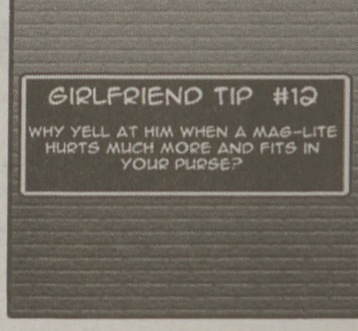 GIRLFRIEND TIP #12
WHY YELL AT HIM WHEN A MAG-LITE
HURTS MUCH MORE AND FITS IN
YOUR PURSE?